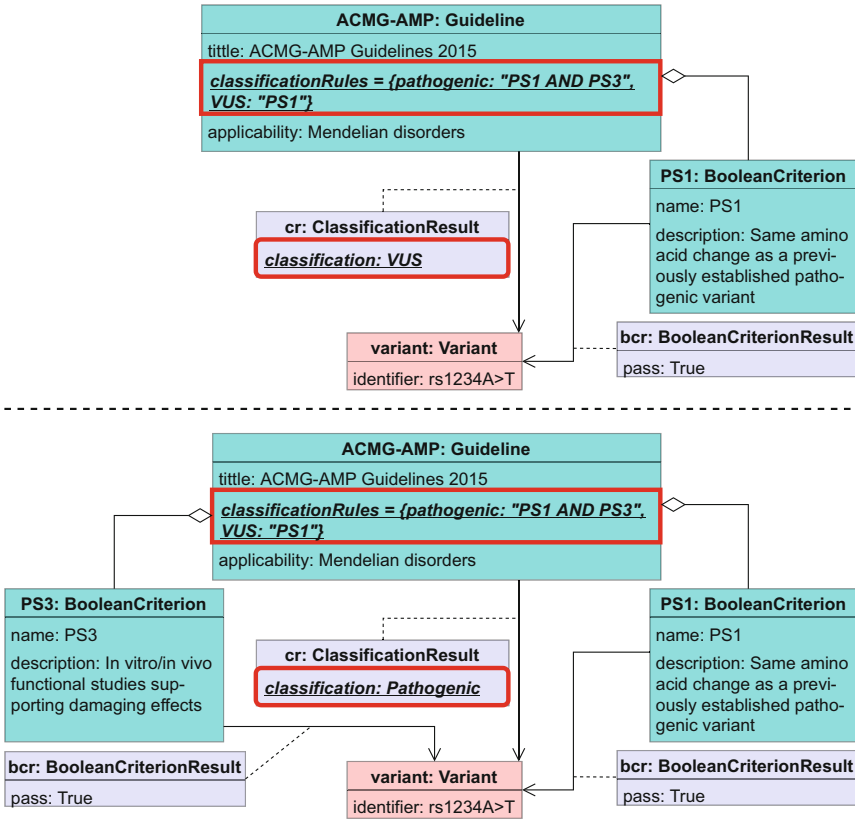 ACMG-AMP: Guideline
tittle: ACMG-AMP Guidelines 2015
classificationRules = {pathogenic: "PS1 AND PS3",
VUS: "PS1"}
applicability: Mendelian disorders
PS1: BooleanCriterion
name: PS1
description: Same amino
acid change as a previ-
ously established patho-
genic variant
cr: ClassificationResult
classification: VUS
bcr: BooleanCriterionResult
pass: True
variant: Variant
identifier: rs1234A>T
ACMG-AMP: Guideline
tittle: ACMG-AMP Guidelines 2015
classificationRules = {pathogenic: "PS1 AND PS3",
VUS: "PS1"}
applicability: Mendelian disorders
PS3: BooleanCriterion
name: PS3
description: In vitro/in vivo
functional studies sup-
porting damaging effects
cr: ClassificationResult
classification: Pathogenic
PS1: BooleanCriterion
name: PS1
description: Same amino
acid change as a previ-
ously established patho-
genic variant
bcr: BooleanCriterionResult
pass: True
variant: Variant
identifier: rs1234A>T
bcr: BooleanCriterionResult
pass: True